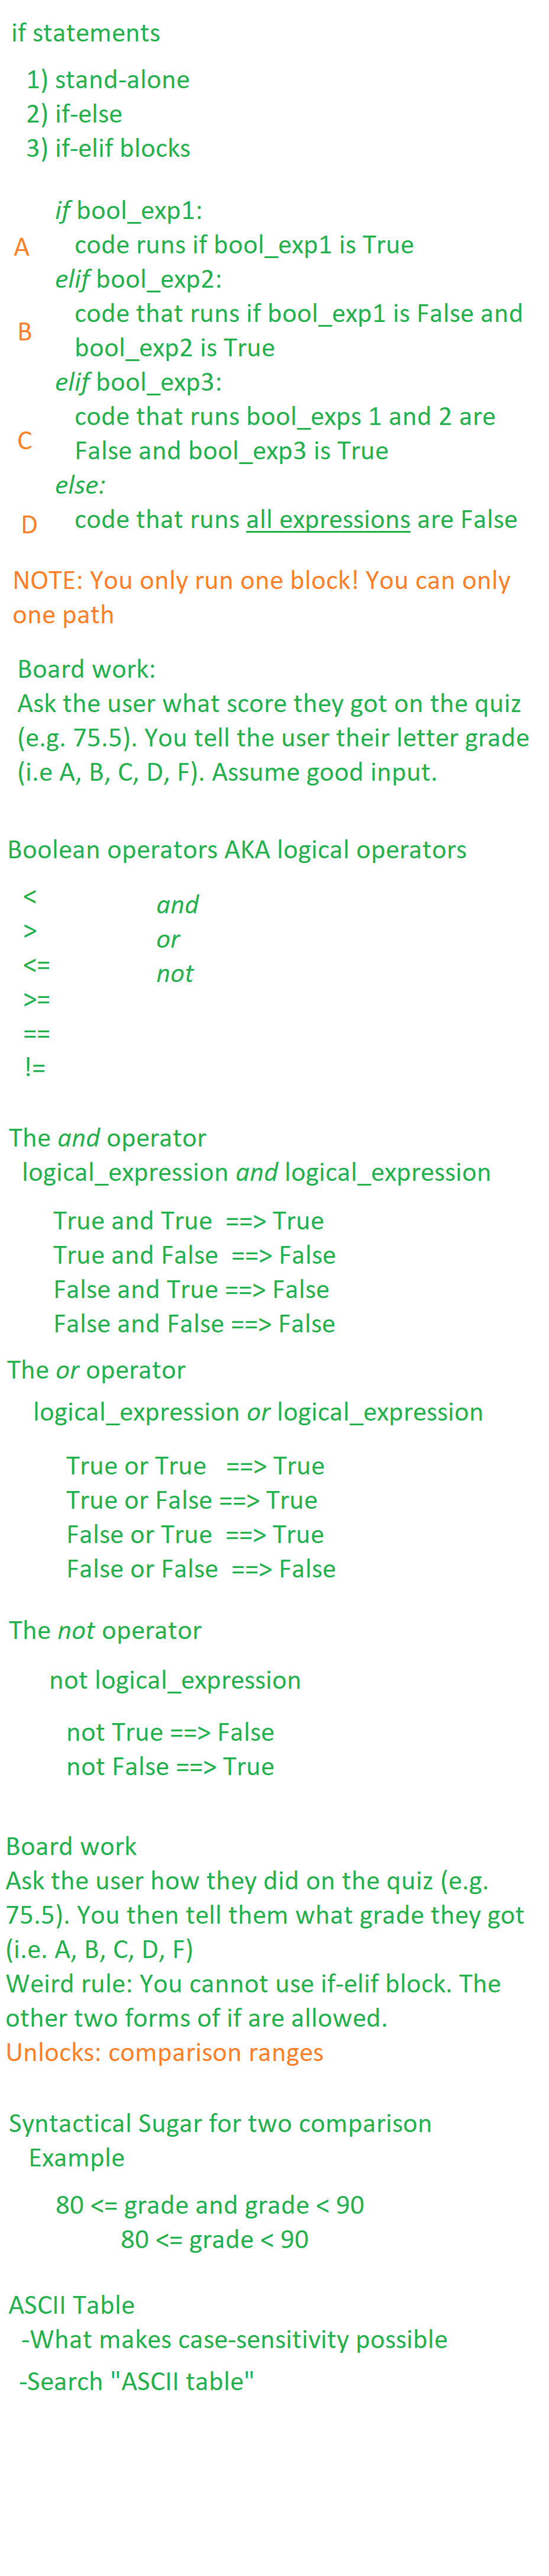 if statements
1) stand-alone
2) if-else
3) if-elif blocks
if bool_exp1:
A code runs if bool_exp1 is True
elif bool_exp2:
code that runs if bool_exp1 is False and
B bool_exp2 is True
elif bool_exp3:
code that runs bool_exps 1 and 2 are
C False and bool_exp3 is True
else:
D code that runs all expressions are False
NOTE: You only run one block! You can only
one path
Board work:
Ask the user what score they got on the quiz
(e.g. 75.5). You tell the user their letter grade
(i.e A, B, C, D, F). Assume good input.
Boolean operators AKA logical operators
< and
> or
<= not
>=
==
!=
The and operator
logical_expression and logical_expression
True and True ==> True
True and False ==> False
False and True ==> False
False and False ==> False
The or operator
logical_expression or logical_expression
True or True ==> True
True or False ==> True
False or True ==> True
False or False ==> False
The not operator
not logical_expression
not True ==> False
not False ==> True
Board work
Ask the user how they did on the quiz (e.g.
75.5). You then tell them what grade they got
(i.e. A, B, C, D, F)
Weird rule: You cannot use if-elif block. The
other two forms of if are allowed.
Unlocks: comparison ranges
Syntactical Sugar for two comparison
Example
80 <= grade and grade < 90
80 <= grade < 90
ASCII Table
-What makes case-sensitivity possible
-Search "ASCII table"